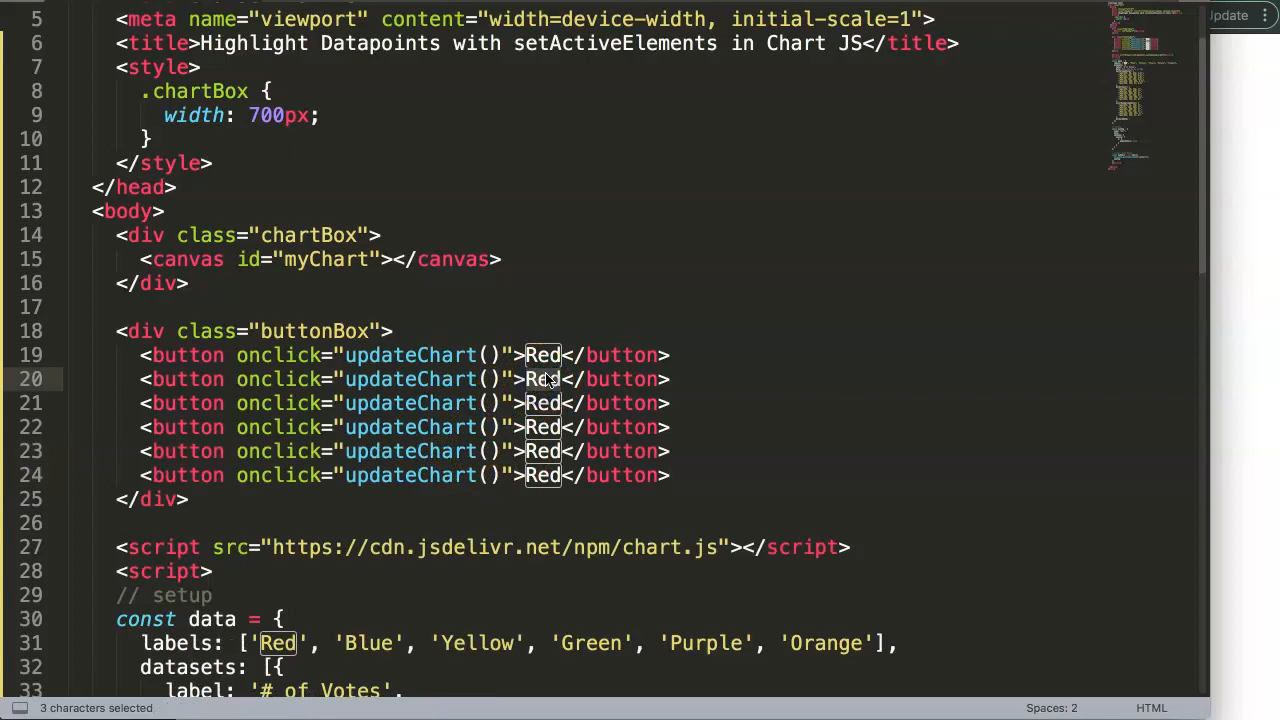 5 <meta name="viewport" content="width=device-width, initial-scale=1">
Update
6 <title>Highlight Datapoints with setActiveElements in Chart JS</title>
7 <style>
8 .chartBox {
9 width: 700px;
10 }
11 </style>
12 </head>
13 <body>
14 <div class="chartBox">
15 <canvas id="myChart"></canvas>
16 </div>
17
18 <div class="buttonBox">
19 <button onclick="updateChart()">Red</button>
20 <button onclick="updateChart()">Red</button>
21 <button onclick="updateChart()">Red</button>
22 <button onclick="updateChart()">Red</button>
23 <button onclick="updateChart()">Red</button>
24 <button onclick="updateChart()">Red</button>
25 </div>
26
27 <script src="https://cdn.jsdelivr.net/npm/chart.js"></script>
28 <script>
29 // setup
30 const data = {
31 labels: ['Red', 'Blue', 'Yellow', 'Green', 'Purple', 'Orange'],
32 datasets: [{
33 label: '# of Votes',
3 characters selected
Spaces: 2
HTML